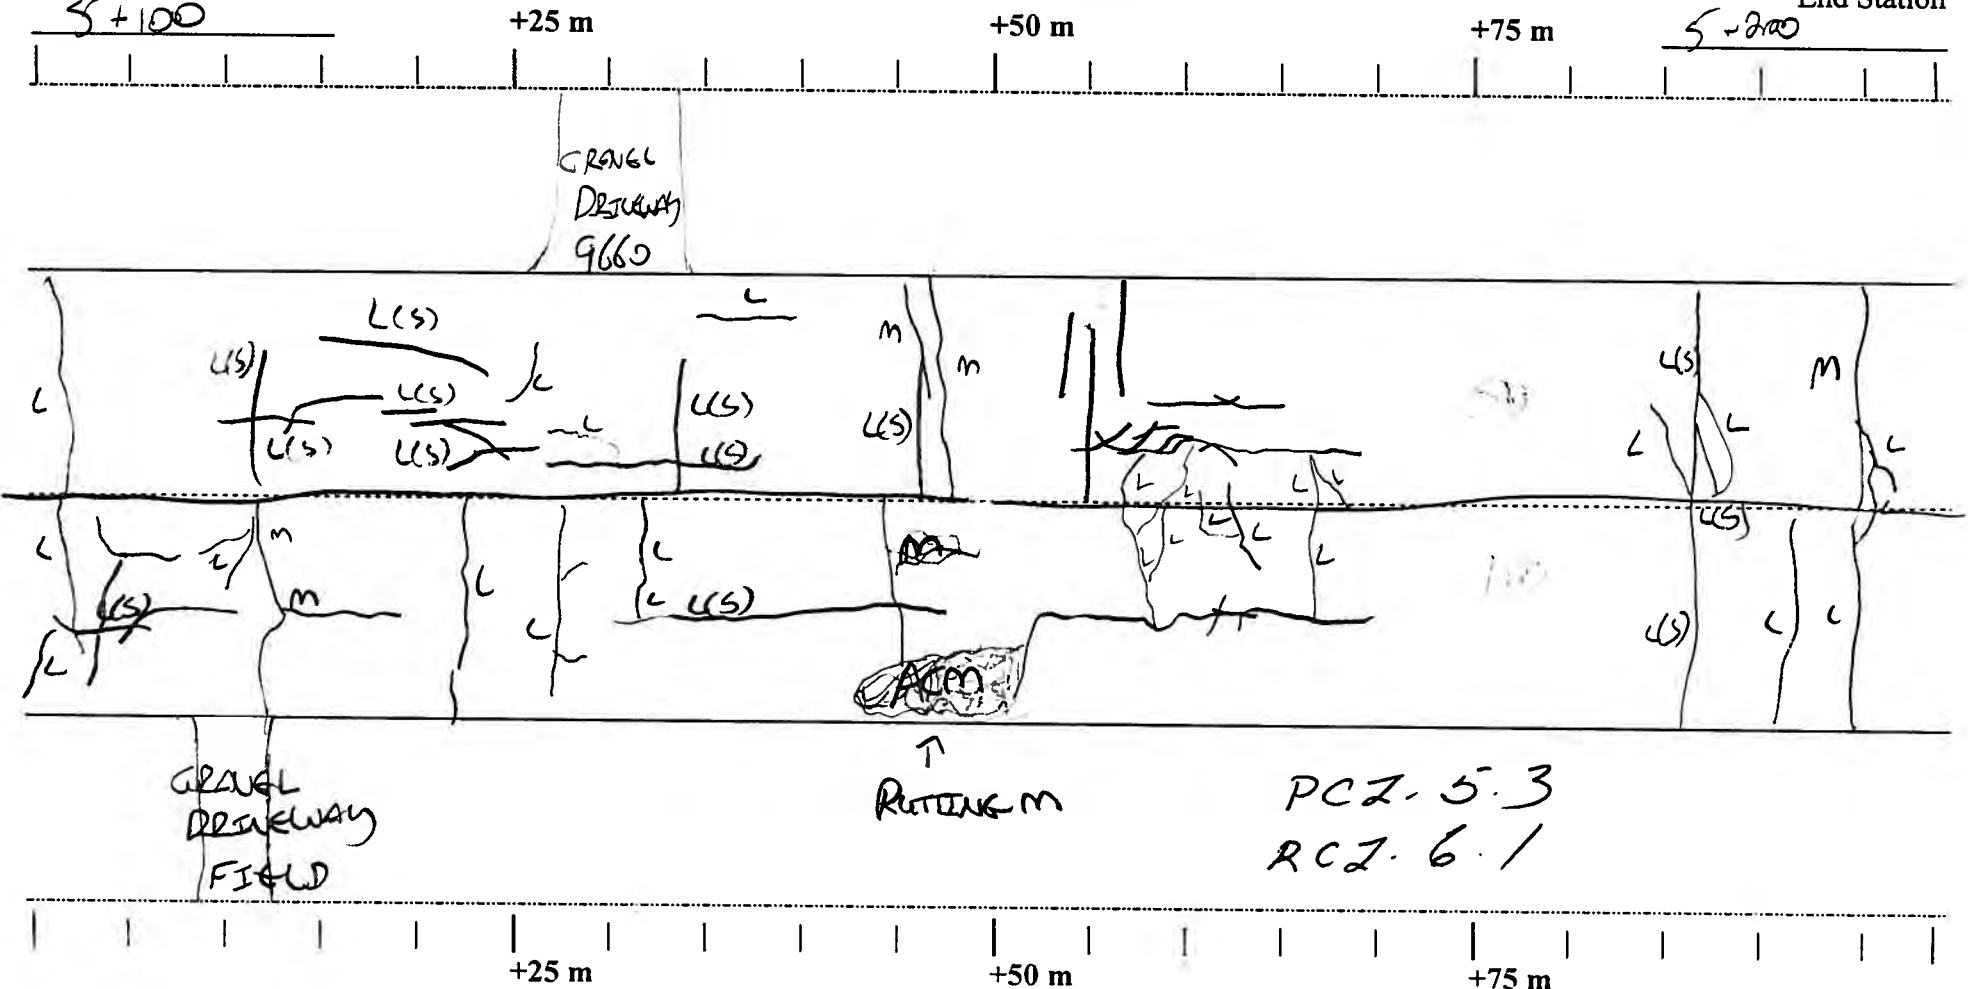 End Station
5+100
+25 m
+50 m
+75 m
5+200
GRAVEL
DRIVEWAY
9660
L
L(S)
L(S)
L
L(S)
L(S)
L(S)
L
L
L(S)
L(S)
M
M
L(S)
L
L
L
L
L(S)
L
L
M
L
L
L
M
L(S)
M
L
L
L
L
L
L(S)
M
L
L
L
L
L
L(S)
L(S)
L
L
ACM
↑
RUTTING M
GRAVEL
DRIVEWAY
FIELD
PCI. 5.3
RCI. 6.1
+25 m
+50 m
+75 m